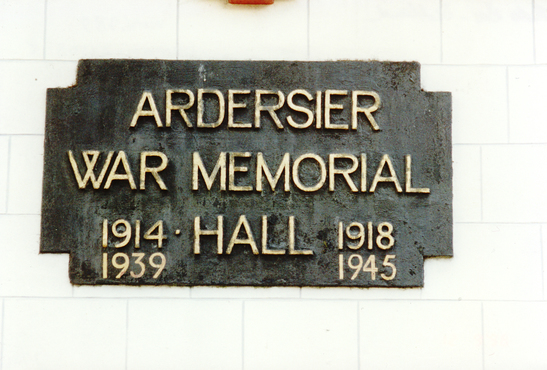 ARDERSIER
WAR MEMORIAL
1914 · HALL 1918
1939 1945